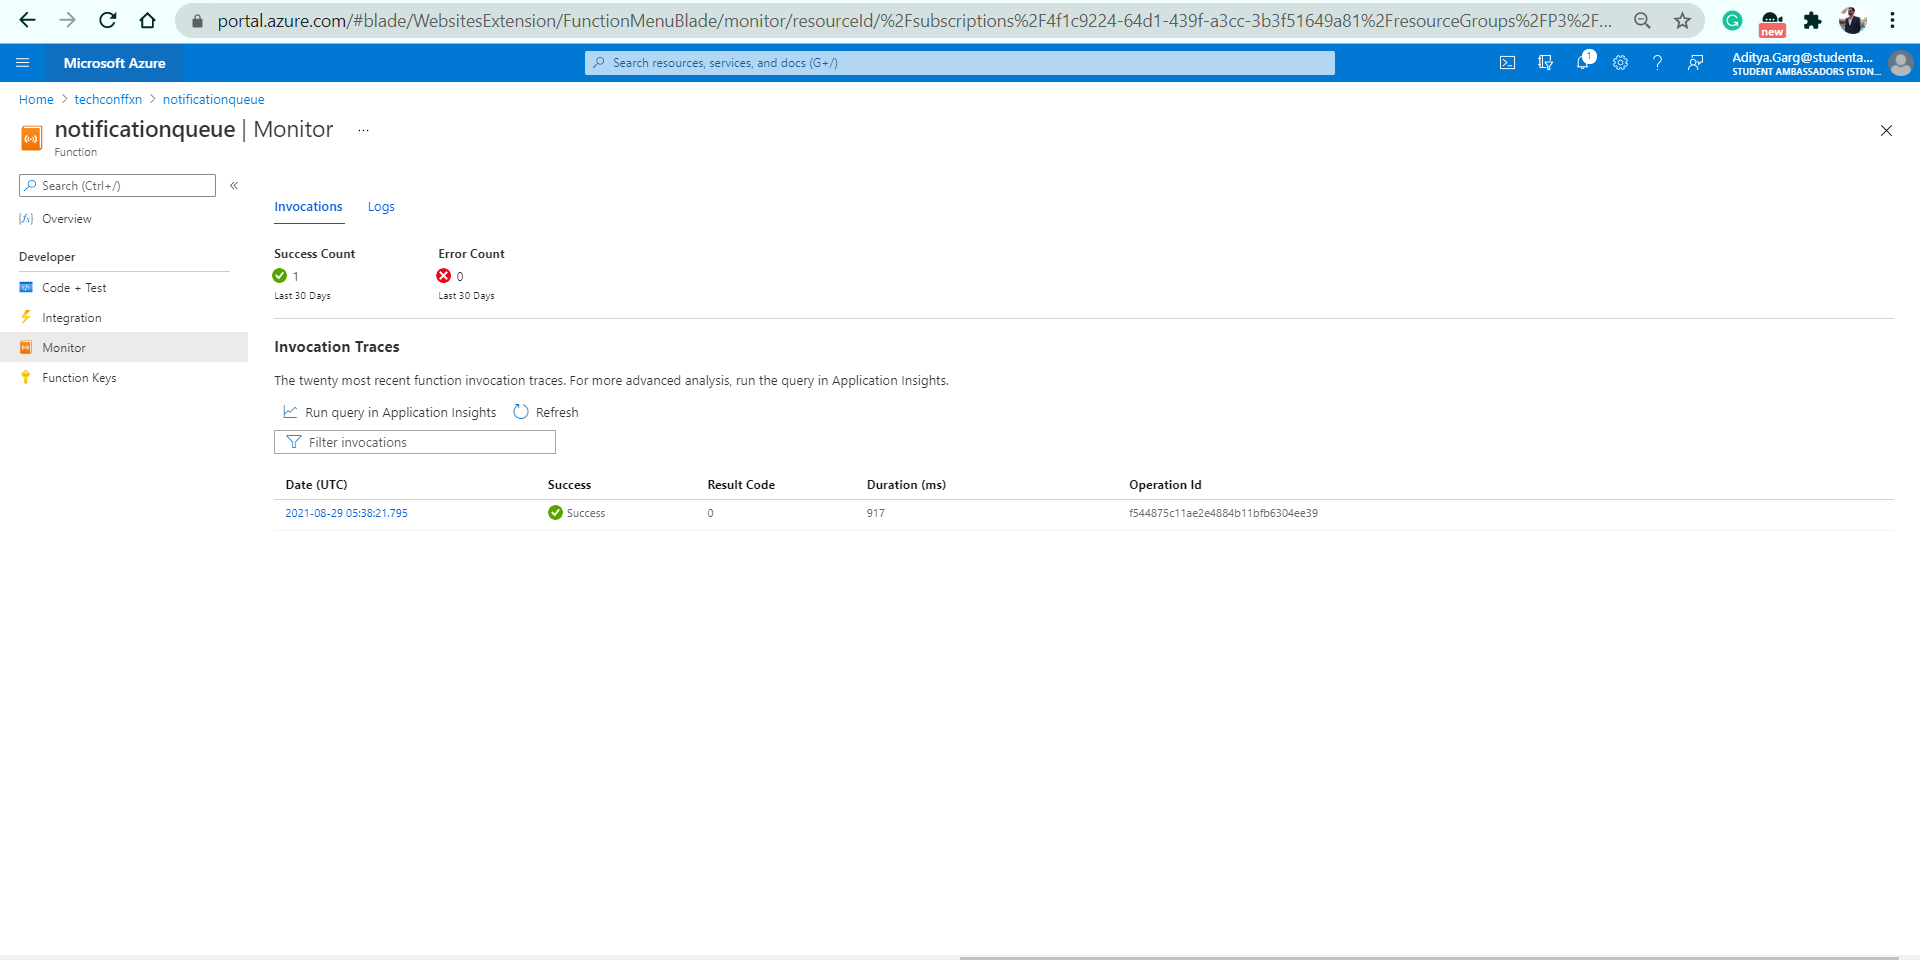 portal.azure.com/#blade/WebsitesExtension/FunctionMenuBlade/monitor/resourceId/%2Fsubscriptions%2F4f1c9224-64d1-439f-a3cc-3b3f51649a81%2FresourceGroups%2FP3%2F...
new
Microsoft Azure
Search resources, services, and docs (G+/)
1
Aditya.Garg@studenta...
STUDENT AMBASSADORS (STDN...
Home > techconffxn > notificationqueue
notificationqueue | Monitor ...
Function
Search (Ctrl+/) «
Overview
Developer
Code + Test
Integration
Monitor
Function Keys
Invocations Logs
Success Count Error Count
1 0
Last 30 Days Last 30 Days
Invocation Traces
The twenty most recent function invocation traces. For more advanced analysis, run the query in Application Insights.
Run query in Application Insights Refresh
Filter invocations
Date (UTC) Success Result Code Duration (ms) Operation Id
2021-08-29 05:38:21.795 Success 0 917 f544875c11ae2e4884b11bfb6304ee39